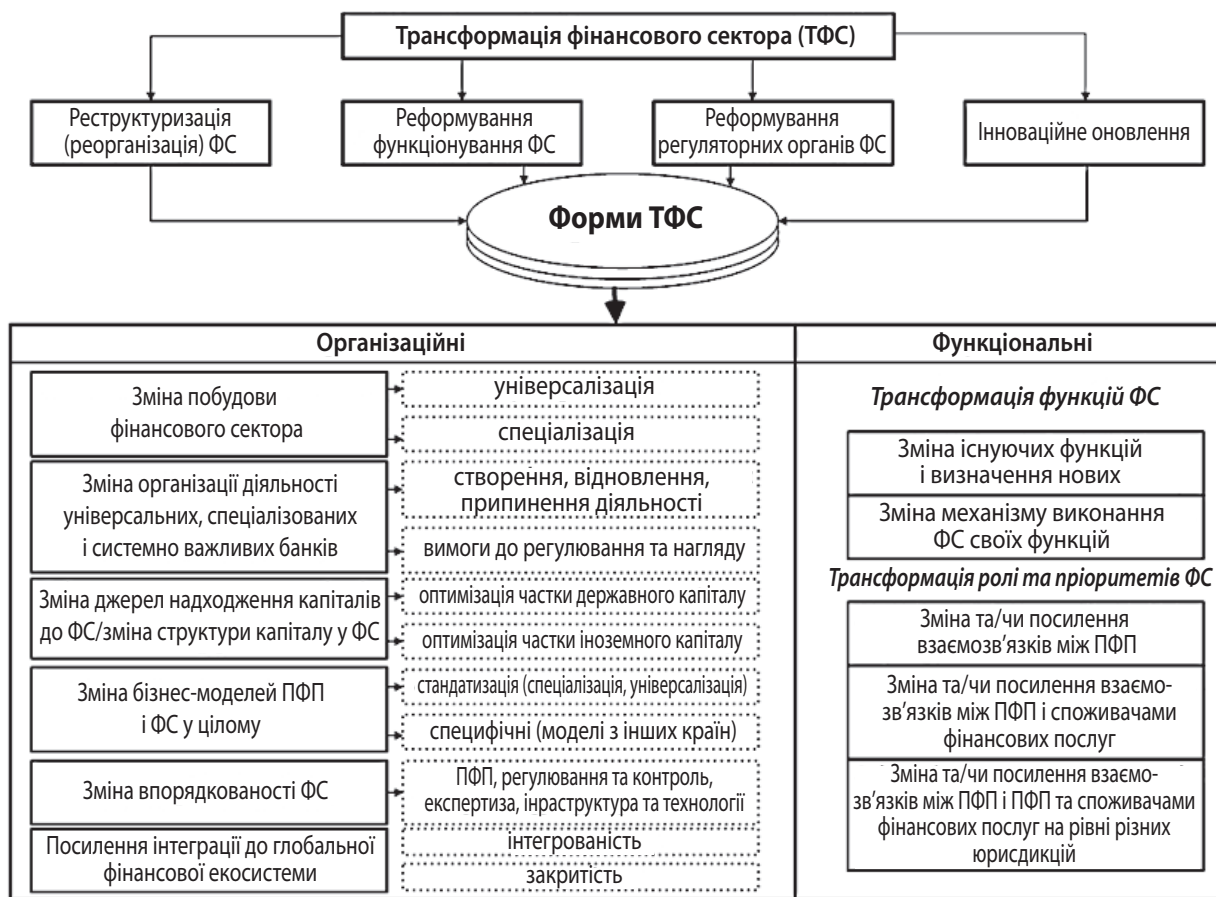 Трансформація фінансового сектора (ТФС)
Реструктуризація
(реорганізація) ФС
Реформування
функціонування ФС
Реформування
регуляторних органів ФС
Інноваційне оновлення
Форми ТФС
Організаційні
Зміна побудови
фінансового сектора
універсалізація
спеціалізація
Зміна організації діяльності
універсальних, спеціалізованих
і системно важливих банків
створення, відновлення,
припинення діяльності
вимоги до регулювання та нагляду
Зміна джерел надходження капіталів
до ФС/зміна структури капіталу у ФС
оптимізація частки державного капіталу
оптимізація частки іноземного капіталу
Зміна бізнес-моделей ПФП
і ФС у цілому
стандатизація (спеціалізація, універсалізація)
специфічні (моделі з інших країн)
Зміна впорядкованості ФС
ПФП, регулювання та контроль,
експертиза, інраструктура та технології
Посилення інтеграції до глобальної
фінансової екосистеми
інтегрованість
закритість
Функціональні
Трансформація функцій ФС
Зміна існуючих функцій
і визначення нових
Зміна механізму виконання
ФС своїх функцій
Трансформація ролі та пріоритетів ФС
Зміна та/чи посилення
взаємозв'язків між ПФП
Зміна та/чи посилення взаємо-
зв'язків між ПФП і споживачами
фінансових послуг
Зміна та/чи посилення взаємо-
зв'язків між ПФП і ПФП та споживачами
фінансових послуг на рівні різних
юрисдикцій